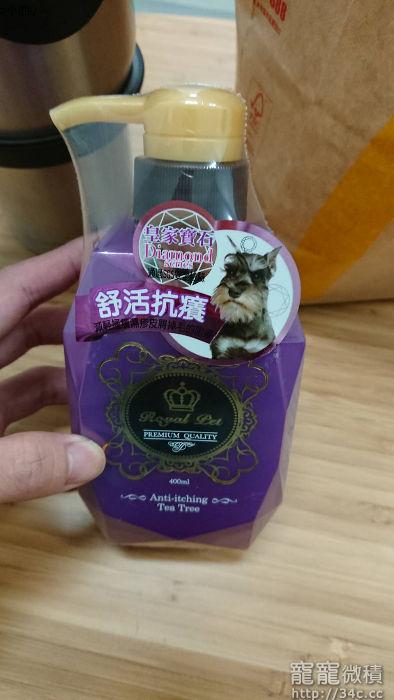 皇家寶石
Diamond
series
舒活抗癢
Royal Pet
PREMIUM QUALITY
400ml
Anti-itching
Tea Tree
寵寵微積
http://34c.cc